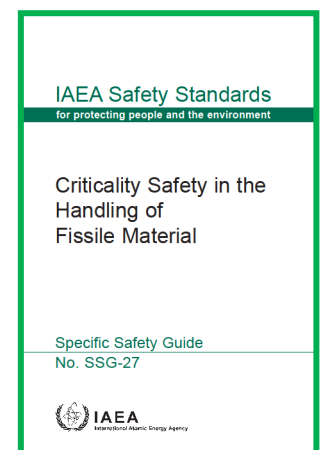 IAEA Safety Standards
for protecting people and the environment
Criticality Safety in the
Handling of
Fissile Material
Specific Safety Guide
No. SSG-27
IAEA
International Atomic Energy Agency